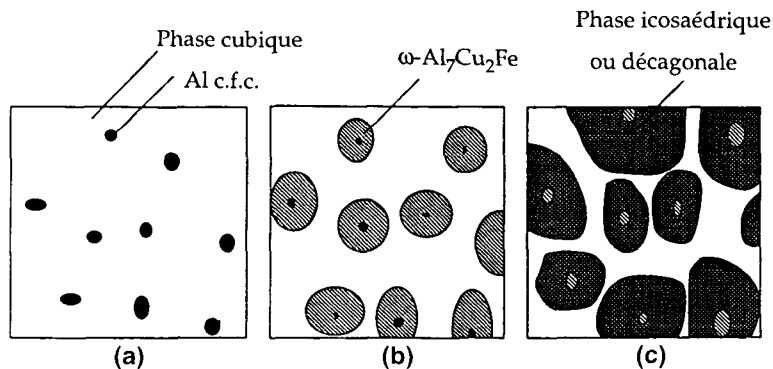 Phase cubique
Al c.f.c.
ω-Al₇Cu₂Fe
Phase icosaédrique
ou décagonale
(a)
(b)
(c)